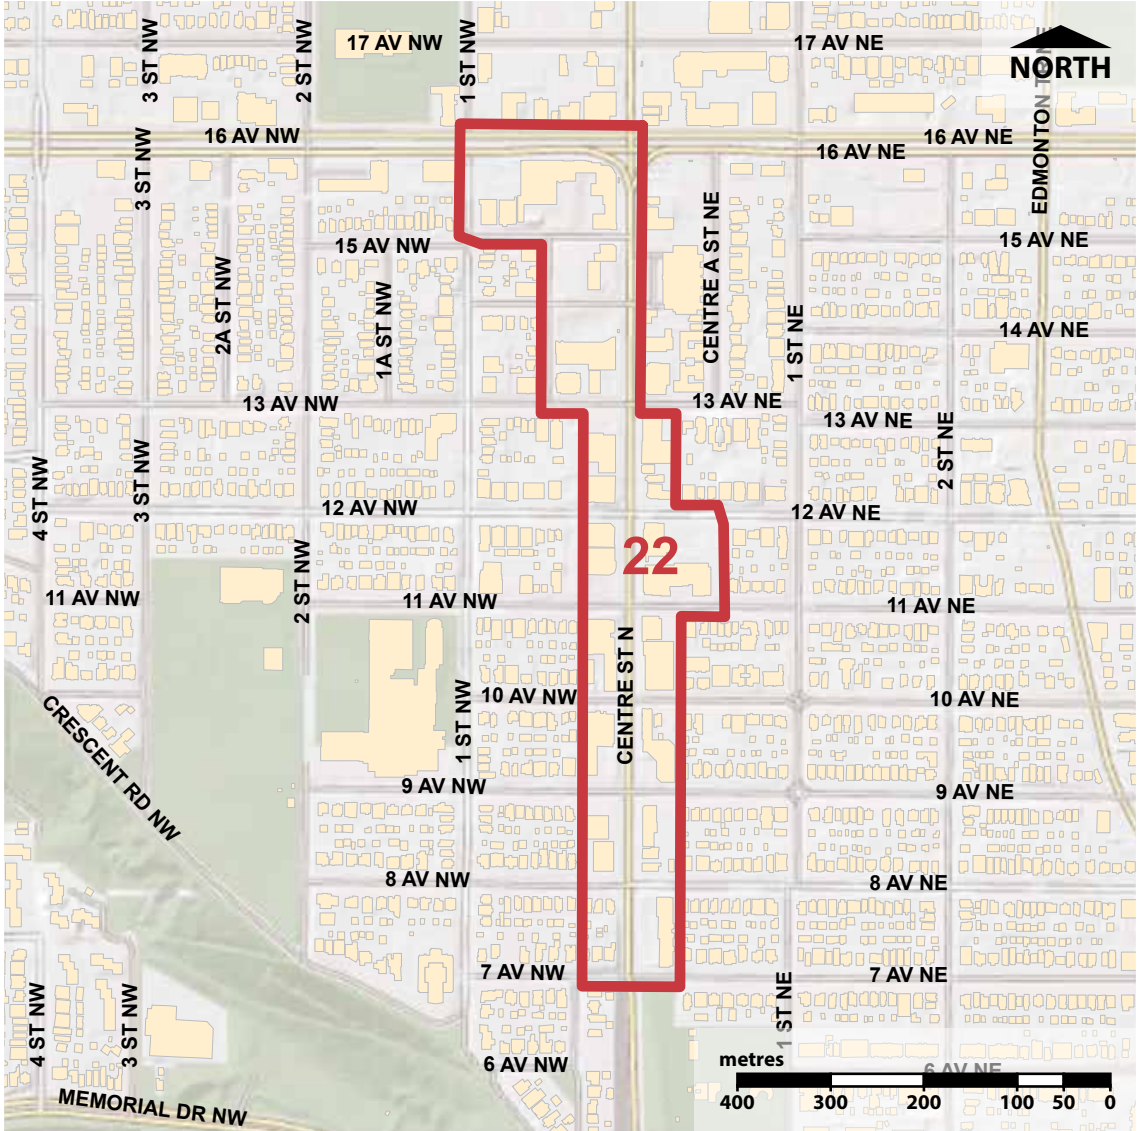 17 AV NW
17 AV NE
3 ST NW
2 ST NW
1 ST NW
NORTH
16 AV NW
16 AV NE
16 AV NE
3 ST NW
EDMONTON TR NE
CENTRE A ST NE
15 AV NW
15 AV NE
2A ST NW
1A ST NW
1 ST NE
14 AV NE
13 AV NW
13 AV NE
13 AV NE
2 ST NE
4 ST NW
3 ST NW
12 AV NW
12 AV NE
22
2 ST NW
11 AV NW
11 AV NW
11 AV NE
CENTRE ST N
1 ST NW
10 AV NW
10 AV NE
CRESCENT RD NW
9 AV NW
9 AV NE
8 AV NW
8 AV NE
7 AV NW
7 AV NE
4 ST NW
3 ST NW
1 ST NE
6 AV NW
6 AV NE
metres
400 300 200 100 50 0
MEMORIAL DR NW